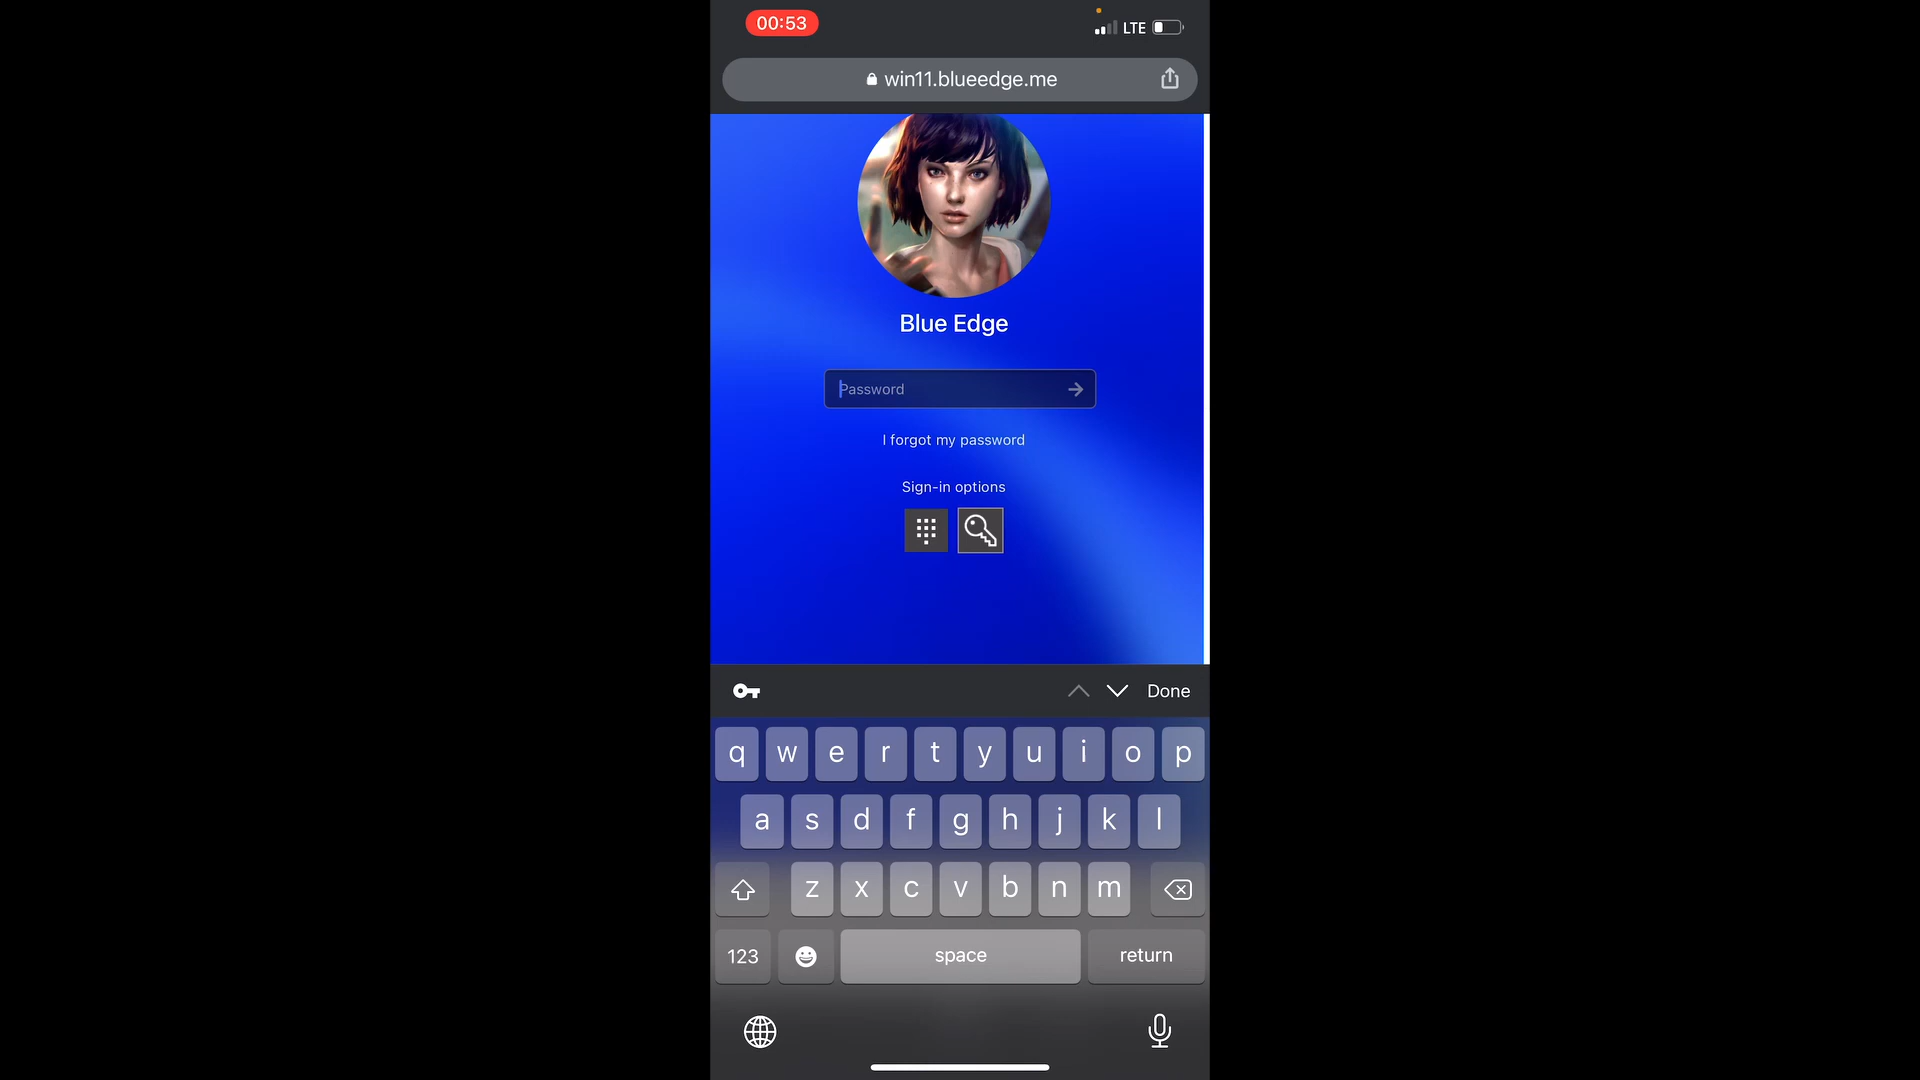 00:53
LTE
win11.blueedge.me
Blue Edge
Password
I forgot my password
Sign-in options
Done
q w e r t y u i o p
a s d f g h j k l
z x c v b n m
123 space return